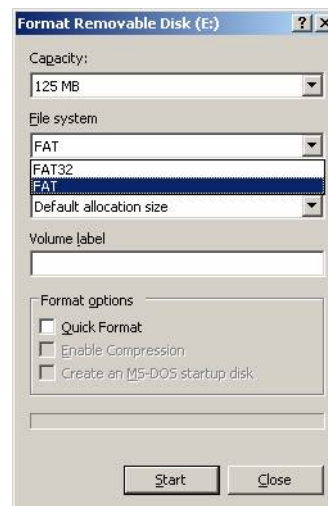 Format Removable Disk (E:)
Capacity:
125 MB
File system
FAT
FAT32
FAT
Default allocation size
Volume label
Format options
Quick Format
Enable Compression
Create an MS-DOS startup disk
Start Close